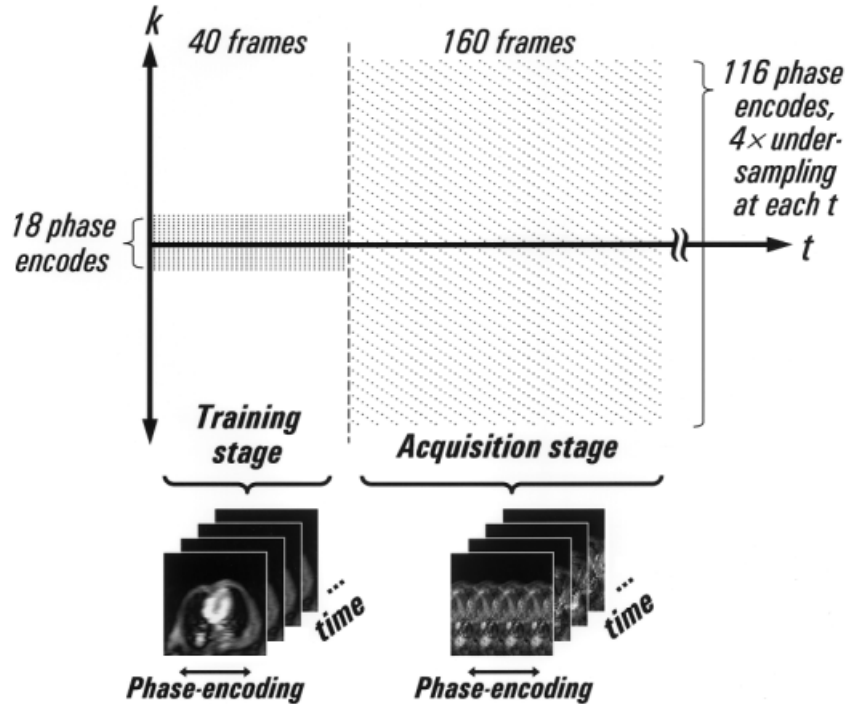 k
40 frames
160 frames
116 phase
encodes,
4× under-
sampling
at each t
18 phase
encodes
t
Training
stage
Acquisition stage
... time
... time
Phase-encoding
Phase-encoding